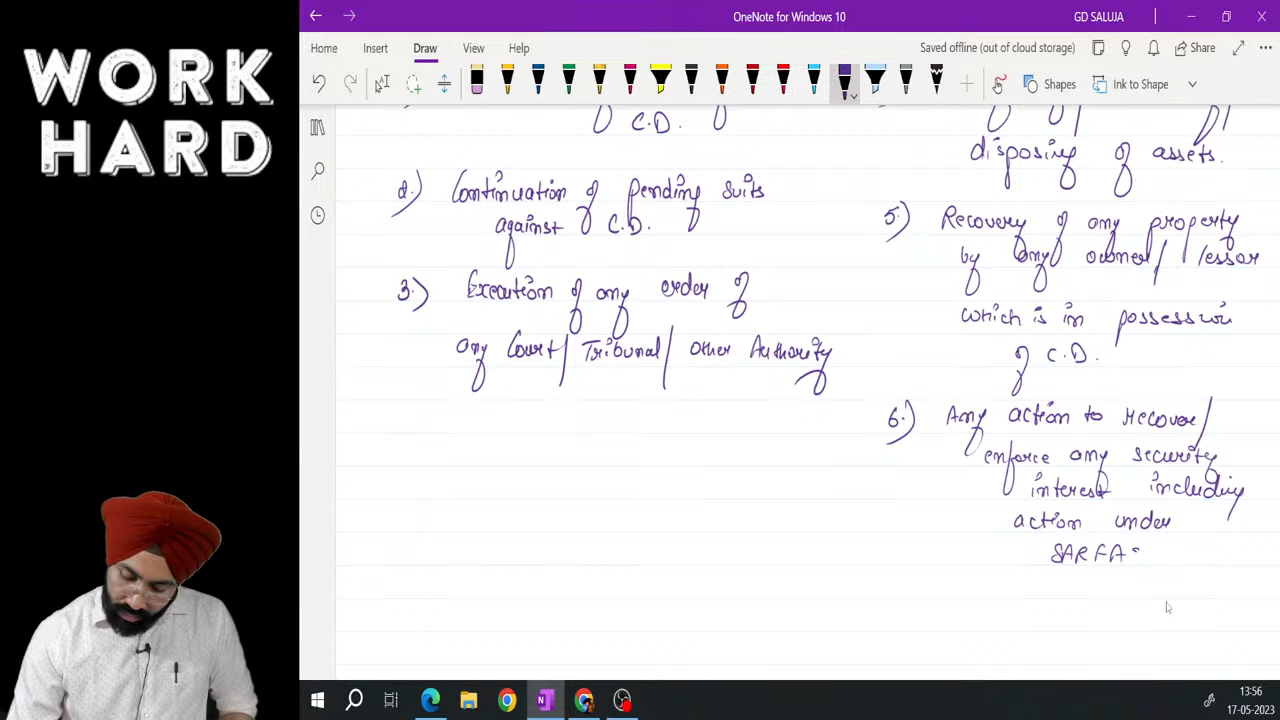 WORK
HARD
OneNote for Windows 10
GD SALUJA
Home Insert Draw View Help
Saved offline (out of cloud storage)
Share
Shapes
Ink to Shape
C.D.
2.) Continuation of pending suits
against C.D.
3.) Execution of any order of
any Court/ Tribunal/ other Authority
disposing of assets.
5.) Recovery of any property
by any owner/ lessor
which is in possession
of C.D.
6.) Any action to recover/
enforce any security
interest including
action under
SARFA
13:56
17-05-2023